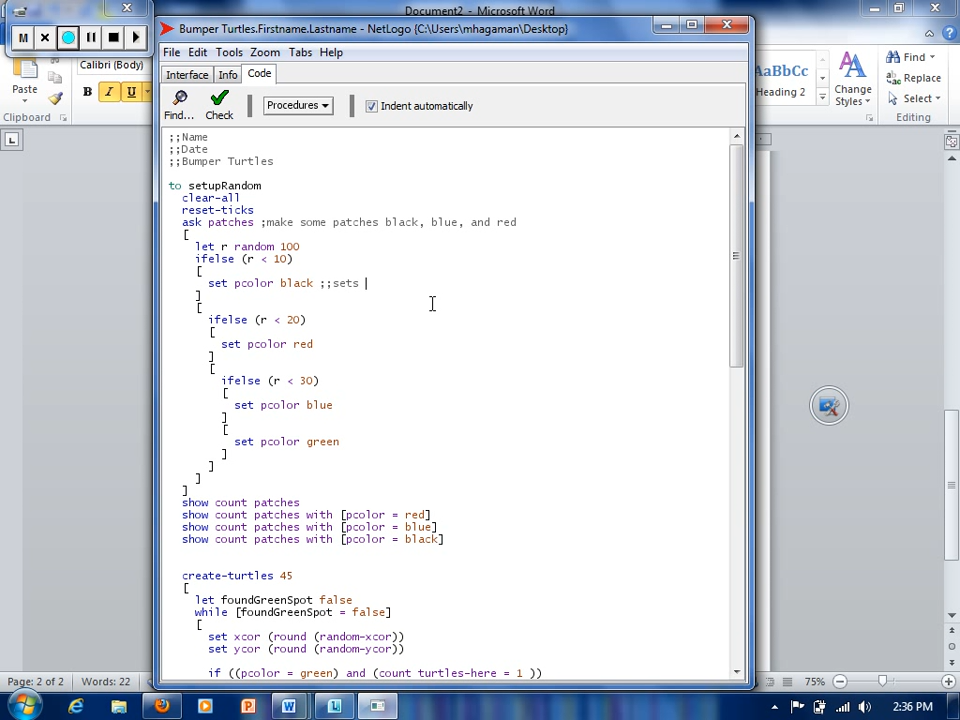 Document2 - Microsoft Word
Bumper Turtles.Firstname.Lastname - NetLogo {C:\Users\mhagaman\Desktop}
M
File Edit Tools Zoom Tabs Help
Interface Info Code
Find... Check Procedures Indent automatically
Paste
Clipboard
Calibri (Body)
B I U
AaBbCc
Heading 2
Change
Styles
Find
Replace
Select
Editing
;;Name
;;Date
;;Bumper Turtles
to setupRandom
clear-all
reset-ticks
ask patches ;make some patches black, blue, and red
[
let r random 100
ifelse (r < 10)
[
set pcolor black ;;sets
]
[
ifelse (r < 20)
[
set pcolor red
]
[
ifelse (r < 30)
[
set pcolor blue
]
[
set pcolor green
]
]
]
]
show count patches
show count patches with [pcolor = red]
show count patches with [pcolor = blue]
show count patches with [pcolor = black]
create-turtles 45
[
let foundGreenSpot false
while [foundGreenSpot = false]
[
set xcor (round (random-xcor))
set ycor (round (random-ycor))
if ((pcolor = green) and (count turtles-here = 1 ))
Page: 2 of 2 Words: 22
75%
2:36 PM